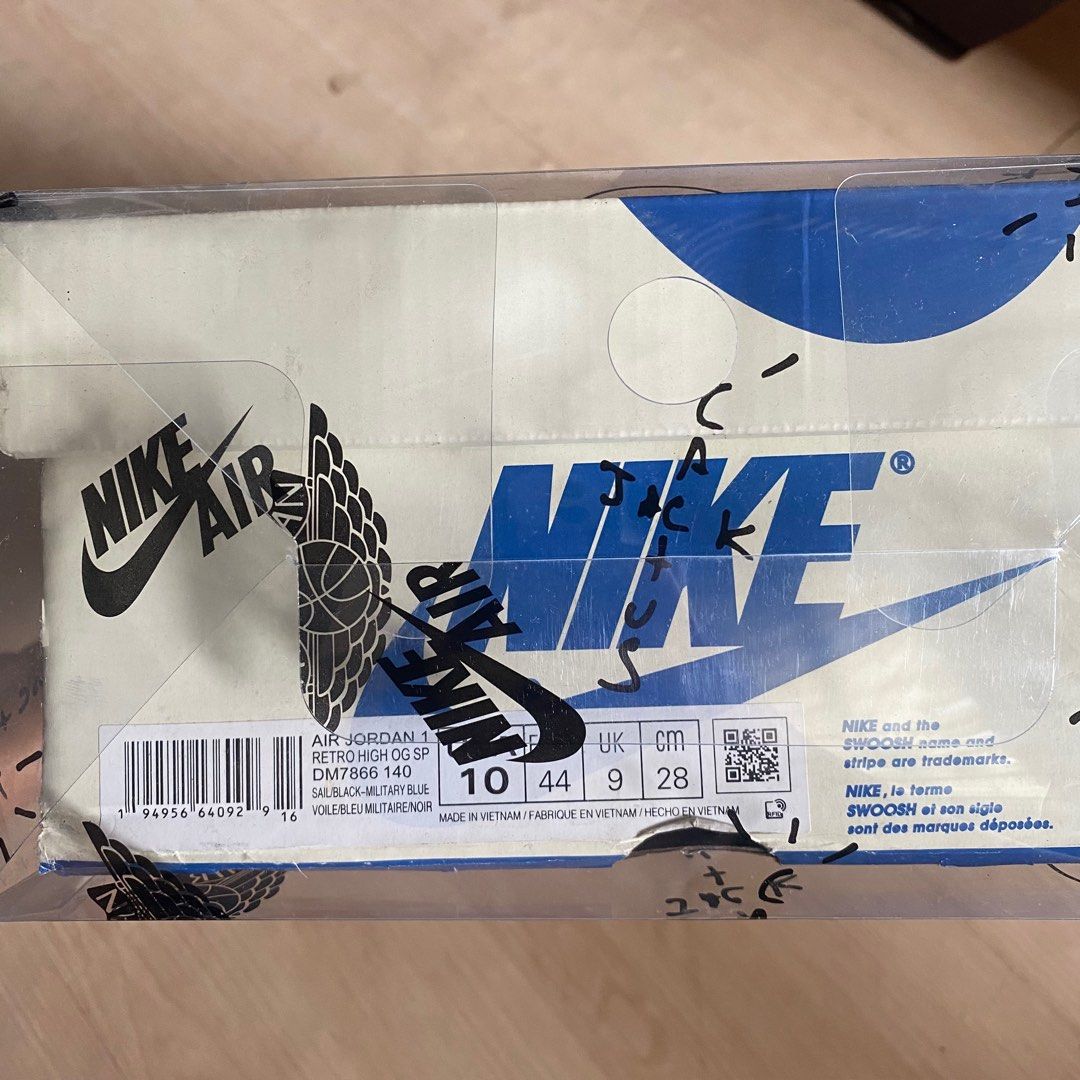 NIKE
AIR
NIKE®
CACK
JACK
CACTUS
NIKE
AIR
AIR JORDAN 1
RETRO HIGH OG SP
DM7866 140
SAIL/BLACK-MILITARY BLUE
VOILE/BLEU MILITAIRE/NOIR
1 94956 64092 9 16
UK
cm
10
44
9
28
MADE IN VIETNAM / FABRIQUE EN VIETNAM / HECHO EN VIETNAM
NIKE and the
SWOOSH name and
stripe are trademarks.
NIKE, le terme
SWOOSH et son sigle
sont des marques déposées.